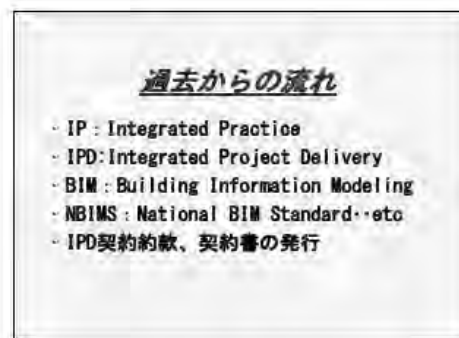 過去からの流れ
・IP：Integrated Practice
・IPD：Integrated Project Delivery
・BIM：Building Information Modeling
・NBIMS：National BIM Standard‥etc
・IPD契約約款、契約書の発行